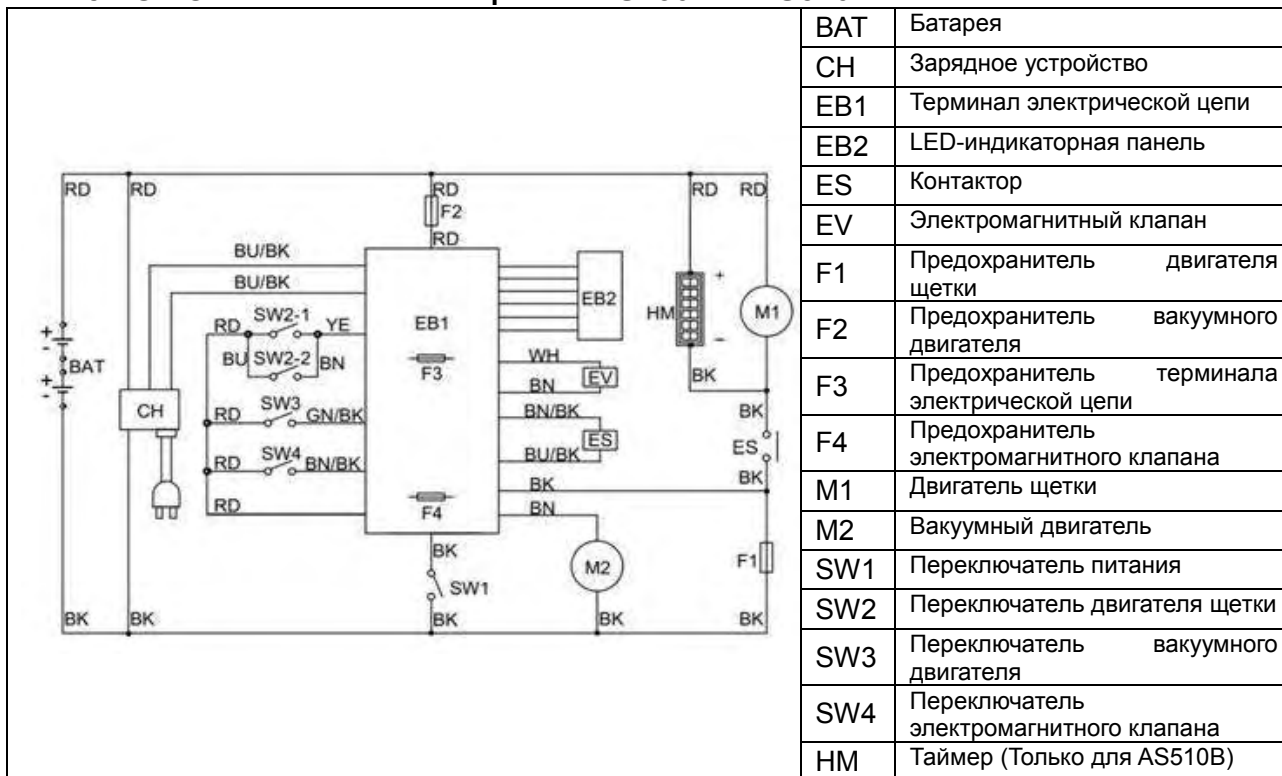 RD RD RD RD RD
F2
RD
BU/BK
BU/BK
SW2-1
RD YE
BU SW2-2 BN
SW3
RD GN/BK
SW4
RD BN/BK
RD
EB1
F3
F4
EB2
WH
BN
EV
BN/BK
ES
BU/BK
BK
BN
HM
+
-
M1
BK
BK
ES
BK
F1
+
-
BAT
+
-
CH
BK
SW1
M2
BK BK BK BK BK
BAT Батарея
CH Зарядное устройство
EB1 Терминал электрической цепи
EB2 LED-индикаторная панель
ES Контактор
EV Электромагнитный клапан
F1 Предохранитель двигателя
щетки
F2 Предохранитель вакуумного
двигателя
F3 Предохранитель терминала
электрической цепи
F4 Предохранитель
электромагнитного клапана
M1 Двигатель щетки
M2 Вакуумный двигатель
SW1 Переключатель питания
SW2 Переключатель двигателя щетки
SW3 Переключатель вакуумного
двигателя
SW4 Переключатель
электромагнитного клапана
HM Таймер (Только для AS510B)